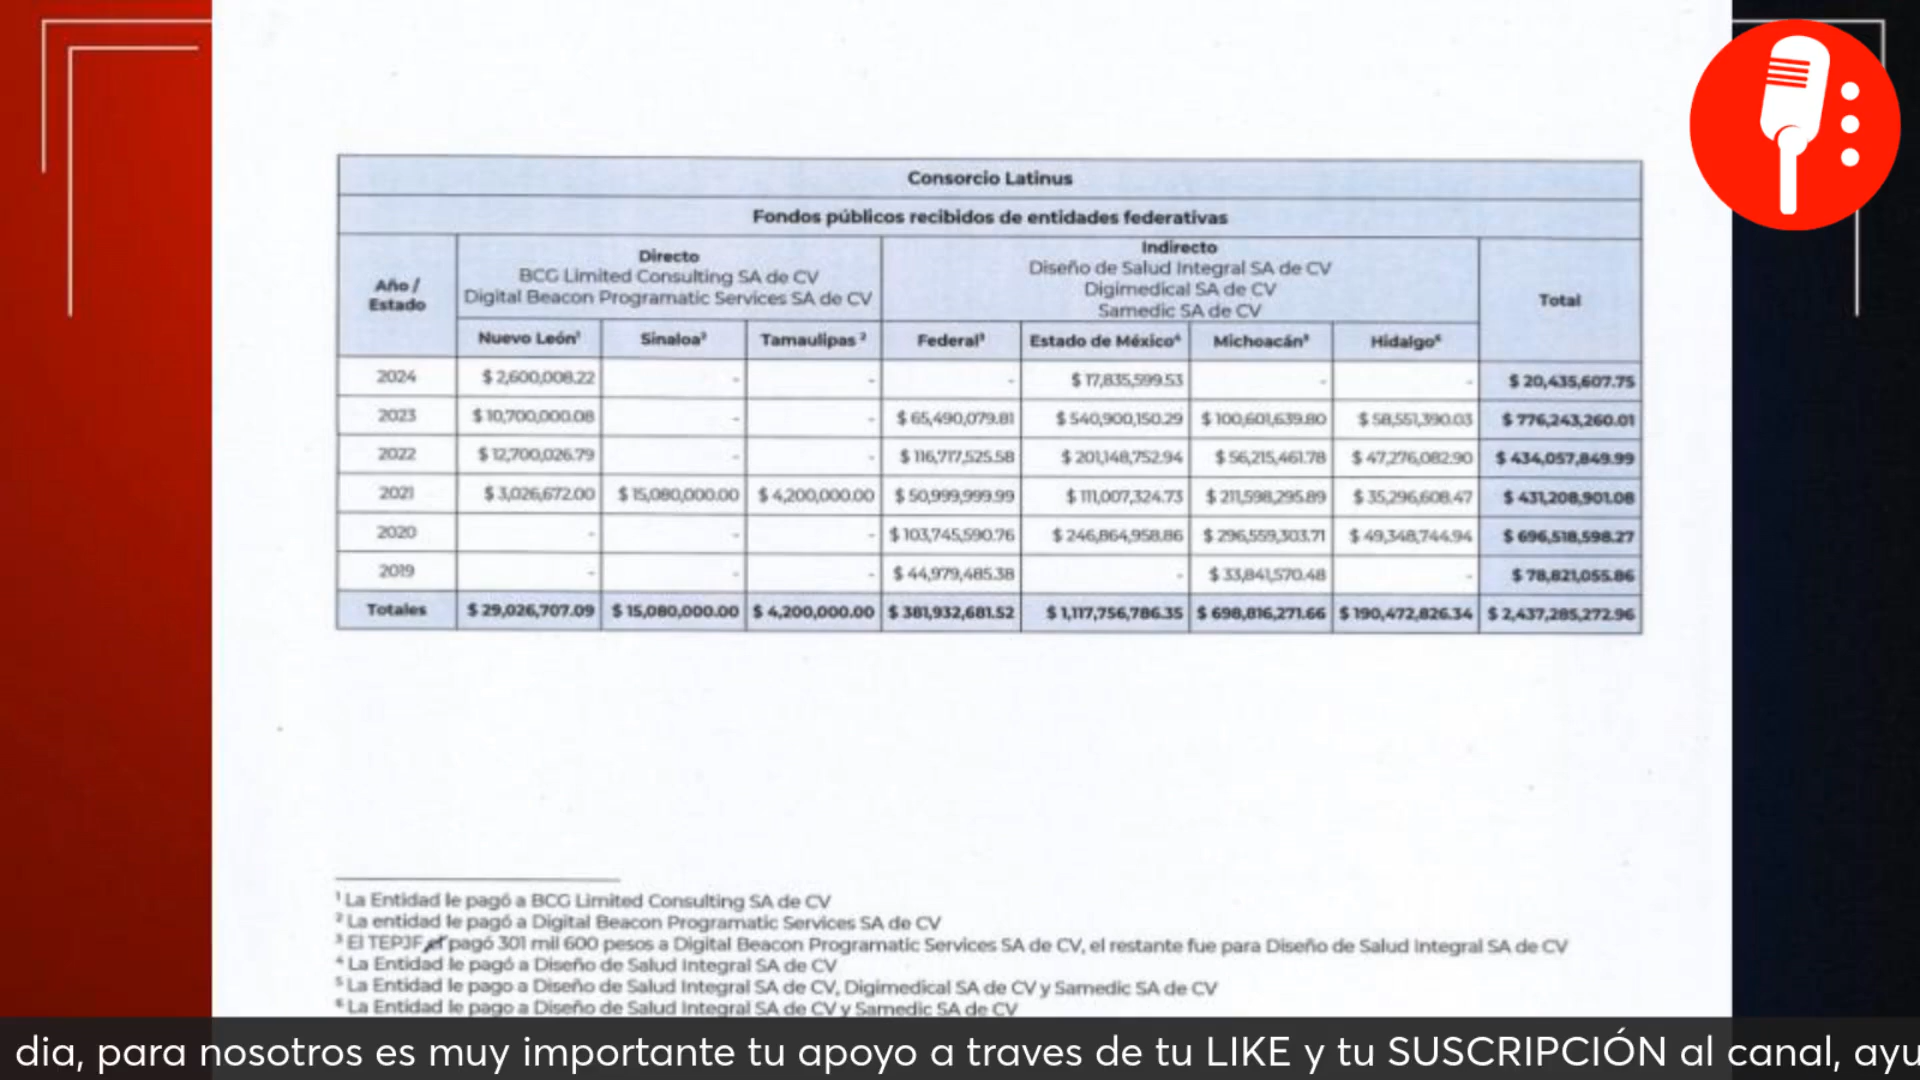 Consorcio Latinus
Fondos públicos recibidos de entidades federativas
Año / Estado
Directo
BCG Limited Consulting SA de CV
Digital Beacon Programatic Services SA de CV
Indirecto
Diseño de Salud Integral SA de CV
Digimedical SA de CV
Samedic SA de CV
Total
Nuevo León¹ Sinaloa² Tamaulipas ² Federal³ Estado de México⁴ Michoacán⁵ Hidalgo⁶
2024 $ 2,600,008.22 - - - $ 17,835,599.53 - - $ 20,435,607.75
2023 $ 10,700,000.08 - - $ 65,490,079.81 $ 540,900,150.29 $ 100,601,639.80 $ 58,551,390.03 $ 776,243,260.01
2022 $ 12,700,026.79 - - $ 116,717,525.58 $ 201,148,752.94 $ 56,215,461.78 $ 47,276,082.90 $ 434,057,849.99
2021 $ 3,026,672.00 $ 15,080,000.00 $ 4,200,000.00 $ 50,999,999.99 $ 111,007,324.73 $ 211,598,295.89 $ 35,296,608.47 $ 431,208,901.08
2020 - - - $ 103,745,590.76 $ 246,864,958.86 $ 296,559,303.71 $ 49,348,744.94 $ 696,518,598.27
2019 - - - $ 44,979,485.38 - $ 33,841,570.48 - $ 78,821,055.86
Totales $ 29,026,707.09 $ 15,080,000.00 $ 4,200,000.00 $ 381,932,681.52 $ 1,117,756,786.35 $ 698,816,271.66 $ 190,472,826.34 $ 2,437,285,272.96
¹ La Entidad le pagó a BCG Limited Consulting SA de CV
² La entidad le pagó a Digital Beacon Programatic Services SA de CV
³ El TEPJF pagó 301 mil 600 pesos a Digital Beacon Programatic Services SA de CV, el restante fue para Diseño de Salud Integral SA de CV
⁴ La Entidad le pagó a Diseño de Salud Integral SA de CV
⁵ La Entidad le pago a Diseño de Salud Integral SA de CV, Digimedical SA de CV y Samedic SA de CV
⁶ La Entidad le pago a Diseño de Salud Integral SA de CV y Samedic SA de CV
dia, para nosotros es muy importante tu apoyo a traves de tu LIKE y tu SUSCRIPCIÓN al canal, ayu